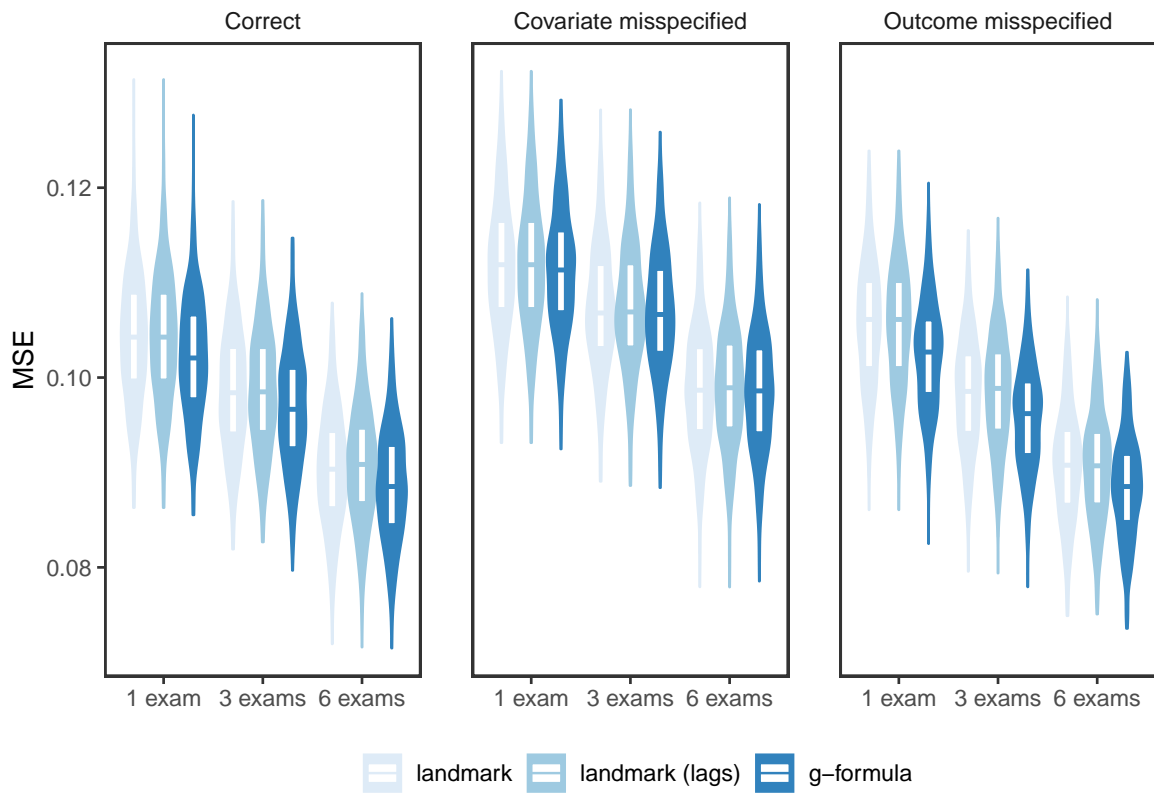 Correct
Covariate misspecified
Outcome misspecified
MSE
0.12
0.10
0.08
1 exam 3 exams 6 exams
1 exam 3 exams 6 exams
1 exam 3 exams 6 exams
landmark landmark (lags) g−formula